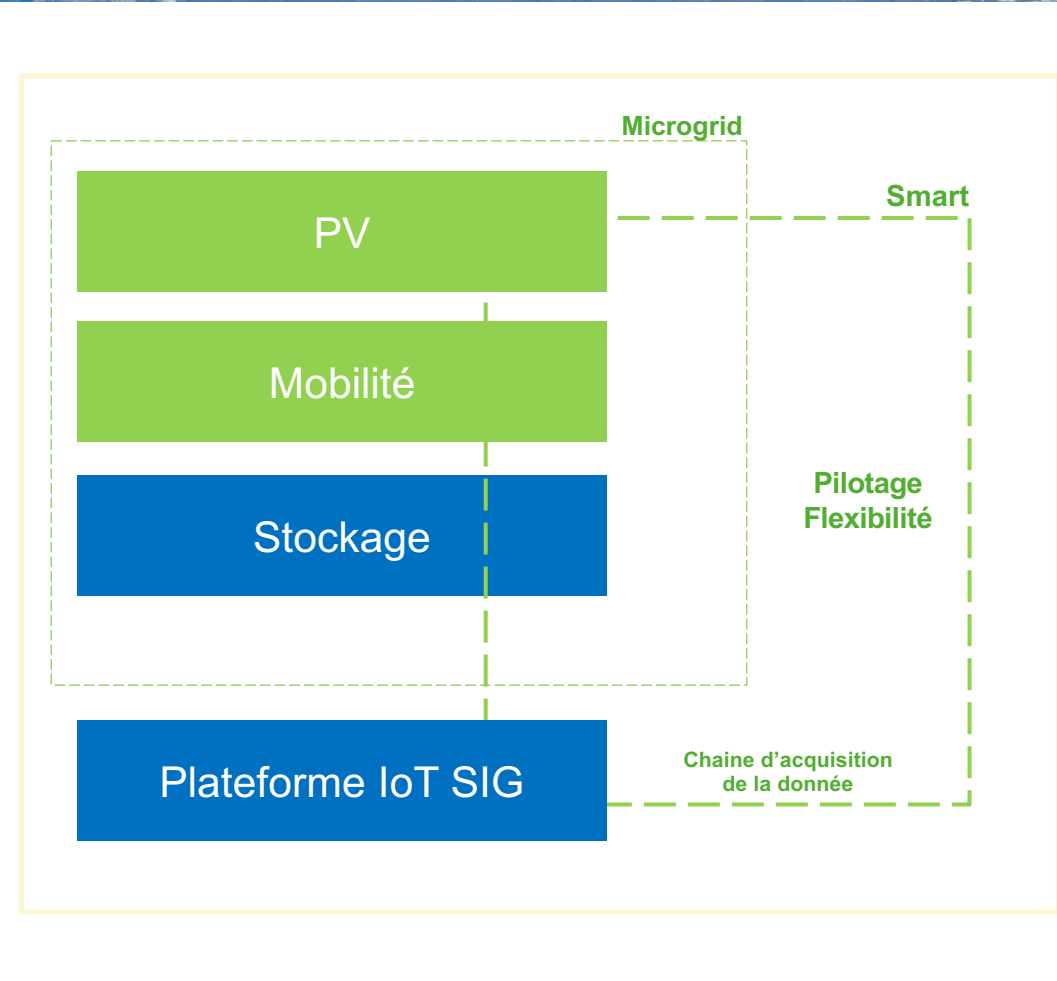 Microgrid
PV
Smart
Mobilité
Pilotage
Flexibilité
Stockage
Plateforme IoT SIG
Chaine d’acquisition
de la donnée